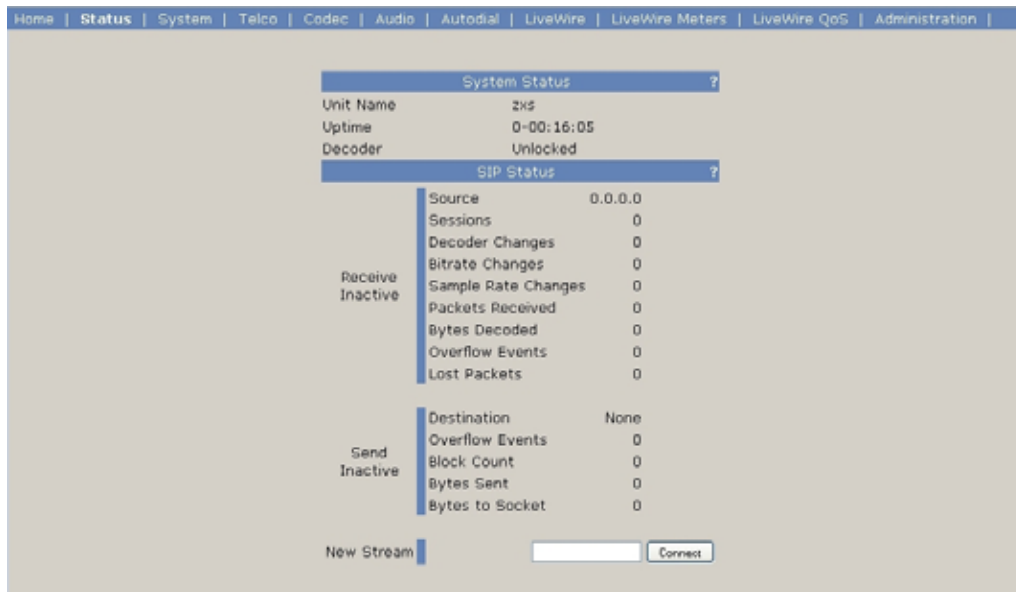 Home | Status | System | Telco | Codec | Audio | Autodial | LiveWire | LiveWire Meters | LiveWire QoS | Administration |
System Status ?
Unit Name zxs
Uptime 0-00:16:05
Decoder Unlocked
SIP Status ?
Receive
Inactive
Source 0.0.0.0
Sessions 0
Decoder Changes 0
Bitrate Changes 0
Sample Rate Changes 0
Packets Received 0
Bytes Decoded 0
Overflow Events 0
Lost Packets 0
Send
Inactive
Destination None
Overflow Events 0
Block Count 0
Bytes Sent 0
Bytes to Socket 0
New Stream Connect